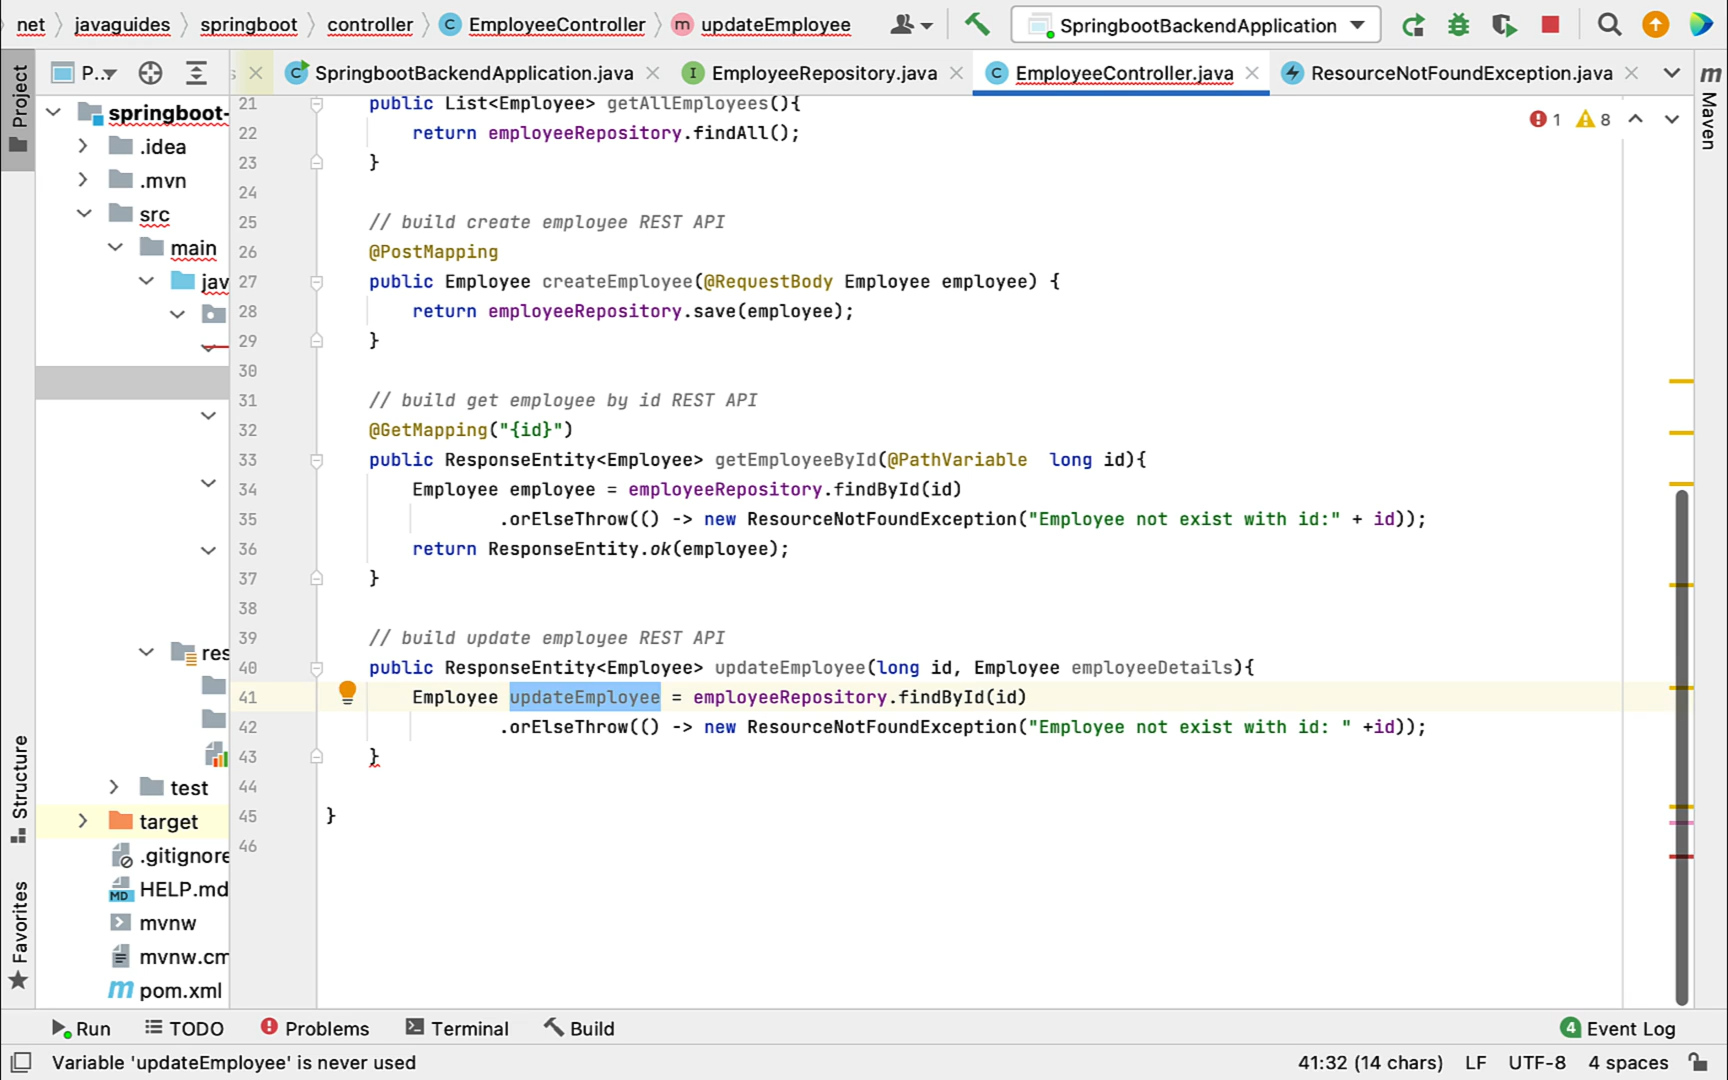 net javaguides springboot controller C EmployeeController m updateEmployee SpringbootBackendApplication
P... s SpringbootBackendApplication.java I EmployeeRepository.java C EmployeeController.java ResourceNotFoundException.java
Project
springboot-
.idea
.mvn
src
main
jav
res
test
target
.gitignore
MD HELP.md
mvnw
mvnw.cm
m pom.xml
Structure
Favorites
m Maven
1 8
21 public List<Employee> getAllEmployees(){
22 return employeeRepository.findAll();
23 }
24
25 // build create employee REST API
26 @PostMapping
27 public Employee createEmployee(@RequestBody Employee employee) {
28 return employeeRepository.save(employee);
29 }
30
31 // build get employee by id REST API
32 @GetMapping("{id}")
33 public ResponseEntity<Employee> getEmployeeById(@PathVariable  long id){
34 Employee employee = employeeRepository.findById(id)
35 .orElseThrow(() -> new ResourceNotFoundException("Employee not exist with id:" + id));
36 return ResponseEntity.ok(employee);
37 }
38
39 // build update employee REST API
40 public ResponseEntity<Employee> updateEmployee(long id, Employee employeeDetails){
41 Employee updateEmployee = employeeRepository.findById(id)
42 .orElseThrow(() -> new ResourceNotFoundException("Employee not exist with id: " +id));
43 }
44
45 }
46
Run TODO Problems Terminal Build 4 Event Log
Variable 'updateEmployee' is never used 41:32 (14 chars) LF UTF-8 4 spaces